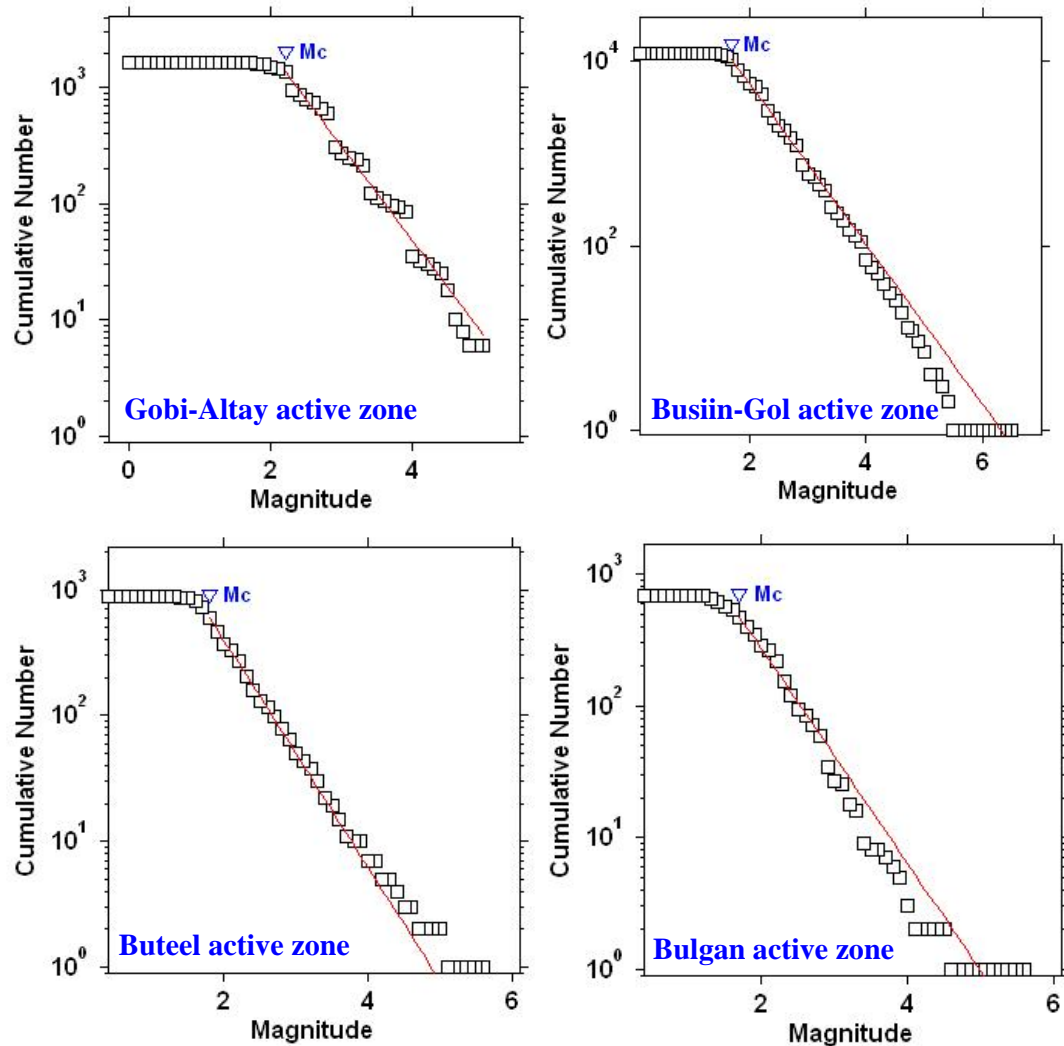 Mc
10³
10²
10¹
10⁰
Cumulative Number
Gobi-Altay active zone
0 2 4
Magnitude
Mc
10⁴
10²
10⁰
Cumulative Number
Busiin-Gol active zone
2 4 6
Magnitude
Mc
10³
10²
10¹
10⁰
Cumulative Number
Buteel active zone
2 4 6
Magnitude
Mc
10³
10²
10¹
10⁰
Cumulative Number
Bulgan active zone
2 4 6
Magnitude